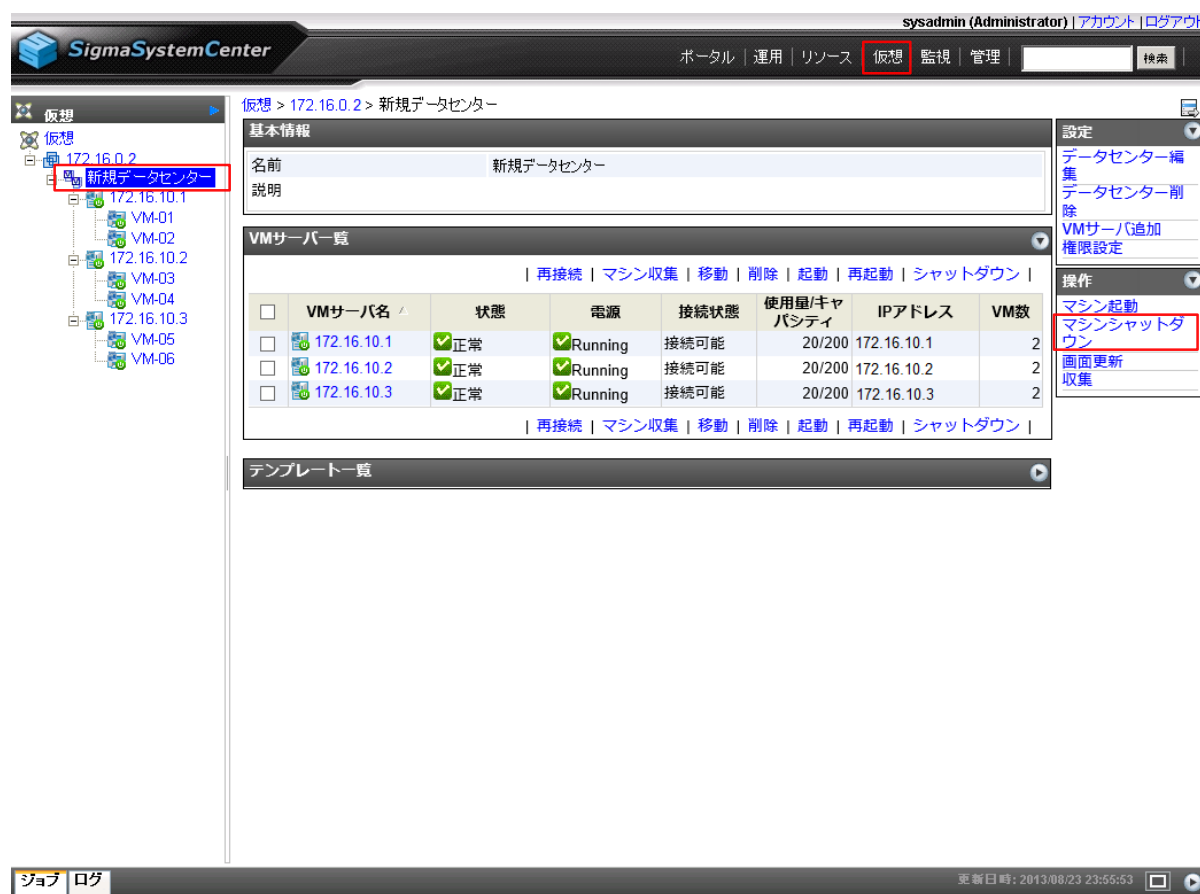 sysadmin (Administrator) | アカウント | ログアウト
SigmaSystemCenter
ポータル | 運用 | リソース | 仮想 | 監視 | 管理 | 検索 |
仮想
仮想
172.16.0.2
新規データセンター
172.16.10.1
VM-01
VM-02
172.16.10.2
VM-03
VM-04
172.16.10.3
VM-05
VM-06
仮想 > 172.16.0.2 > 新規データセンター
基本情報
名前 新規データセンター
説明
VMサーバ一覧
| 再接続 | マシン収集 | 移動 | 削除 | 起動 | 再起動 | シャットダウン |
VMサーバ名 状態 電源 接続状態 使用量/キャパシティ IPアドレス VM数
172.16.10.1 正常 Running 接続可能 20/200 172.16.10.1 2
172.16.10.2 正常 Running 接続可能 20/200 172.16.10.2 2
172.16.10.3 正常 Running 接続可能 20/200 172.16.10.3 2
| 再接続 | マシン収集 | 移動 | 削除 | 起動 | 再起動 | シャットダウン |
テンプレート一覧
設定
データセンター編
集
データセンター削
除
VMサーバ追加
権限設定
操作
マシン起動
マシンシャットダ
ウン
画面更新
収集
ジョブ ログ
更新日時: 2013/08/23 23:55:53